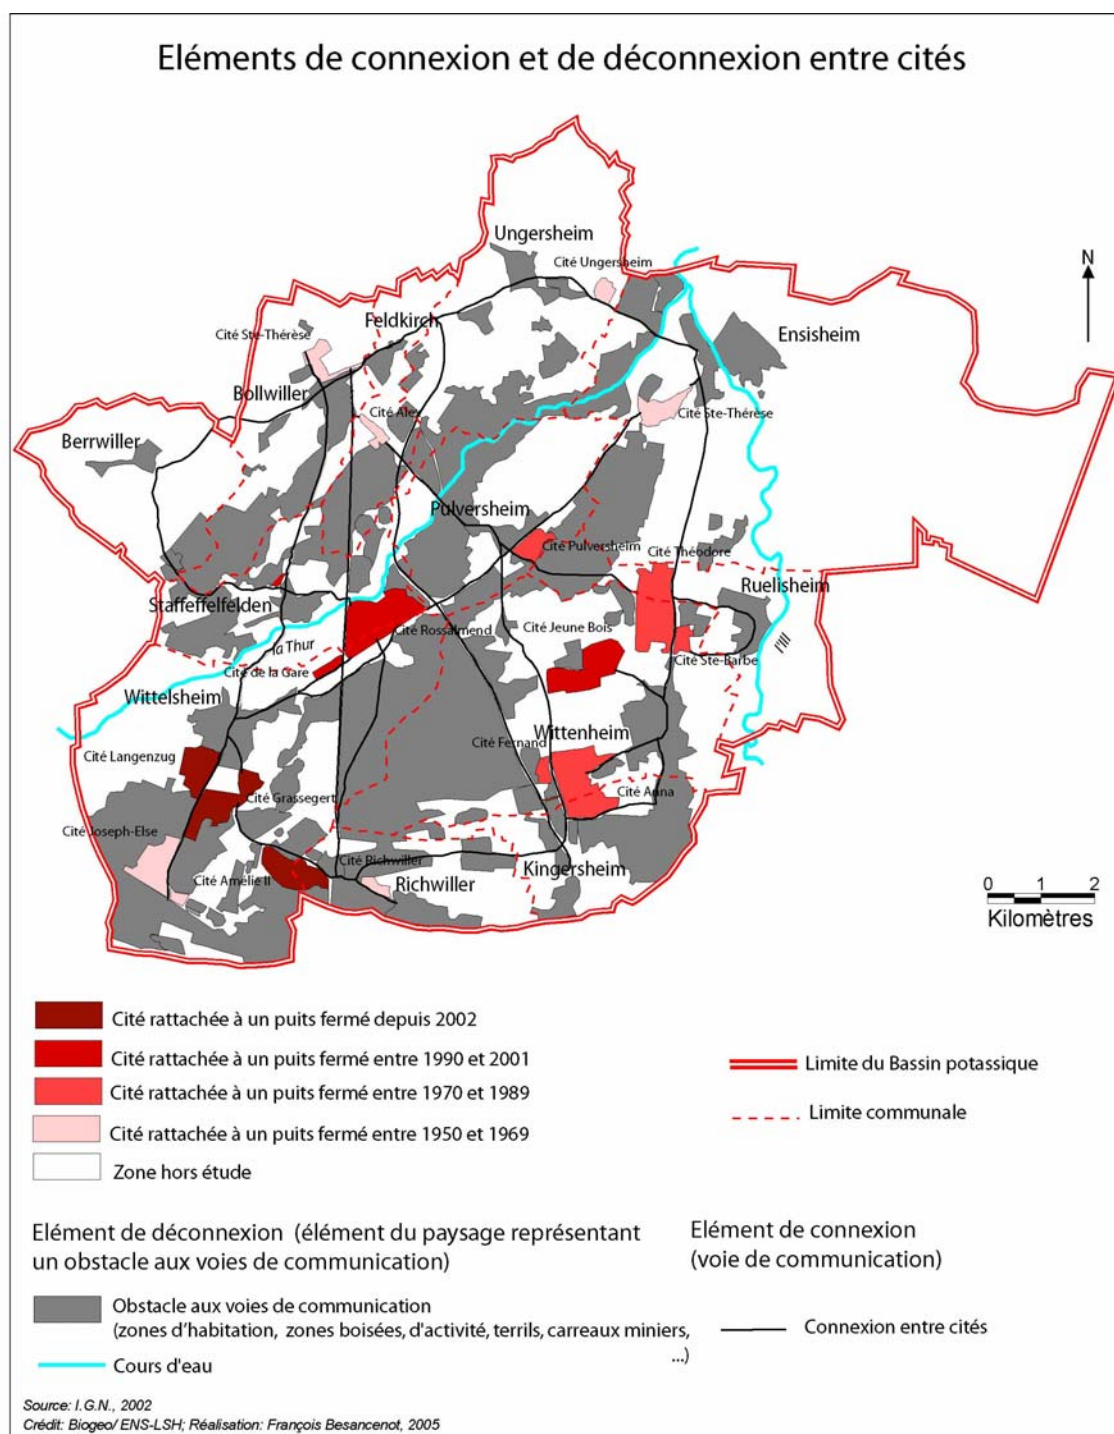 Eléments de connexion et de déconnexion entre cités
Ungersheim
Cité Ungersheim
N
Feldkirch
Ensisheim
Cité Ste-Thérèse
Bollwiller
Cité Alex
Cité Ste-Thérèse
Berrwiller
Pulversheim
Cité Pulversheim
Cité Théodore
Ruelisheim
Staffeffelfelden
Cité Rossalmend
Cité Jeune Bois
la Thur
l'Ill
Cité de la Gare
Cité Ste-Barbe
Wittelsheim
Wittenheim
Cité Fernand
Cité Langenzug
Cité Anna
Cité Grassegert
Cité Joseph-Else
Cité Richwiller
Cité Amélie II
Richwiller
Kingersheim
0 1 2
Kilomètres
Cité rattachée à un puits fermé depuis 2002
Cité rattachée à un puits fermé entre 1990 et 2001
Cité rattachée à un puits fermé entre 1970 et 1989
Cité rattachée à un puits fermé entre 1950 et 1969
Zone hors étude
Limite du Bassin potassique
Limite communale
Elément de déconnexion (élément du paysage représentant
un obstacle aux voies de communication)
Elément de connexion
(voie de communication)
Obstacle aux voies de communication
(zones d'habitation, zones boisées, d'activité, terrils, carreaux miniers,
...)
Connexion entre cités
Cours d'eau
Source: I.G.N., 2002
Crédit: Biogeo/ ENS-LSH; Réalisation: François Besancenot, 2005